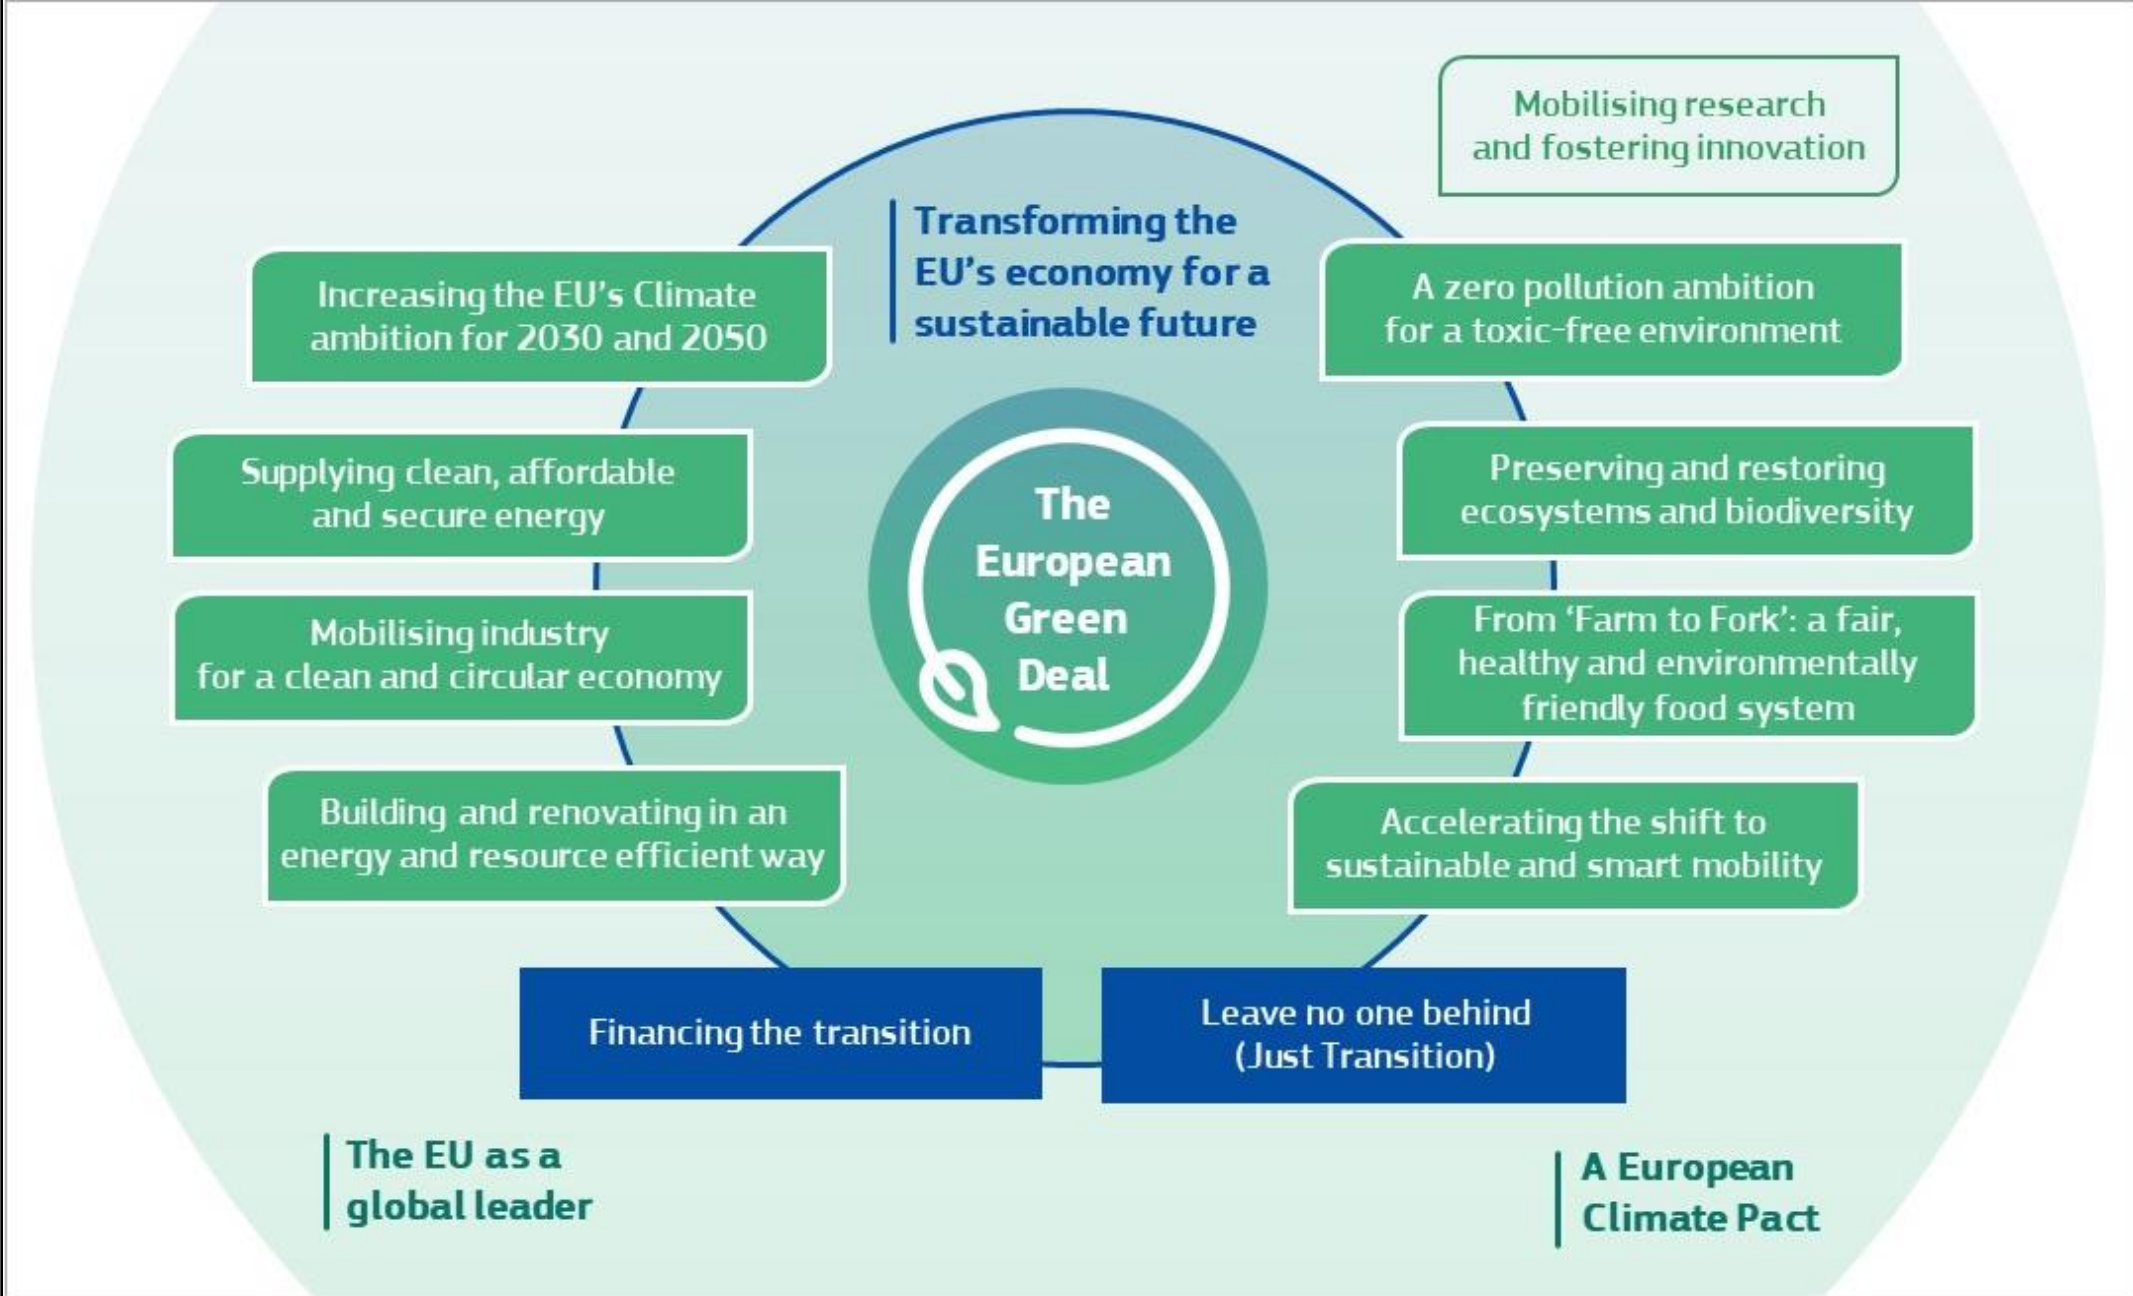 Mobilising research
and fostering innovation
Transforming the
EU's economy for a
sustainable future
Increasing the EU's Climate
ambition for 2030 and 2050
A zero pollution ambition
for a toxic-free environment
Supplying clean, affordable
and secure energy
Preserving and restoring
ecosystems and biodiversity
The
European
Green
Deal
Mobilising industry
for a clean and circular economy
From ‘Farm to Fork’: a fair,
healthy and environmentally
friendly food system
Building and renovating in an
energy and resource efficient way
Accelerating the shift to
sustainable and smart mobility
Financing the transition
Leave no one behind
(Just Transition)
The EU as a
global leader
A European
Climate Pact